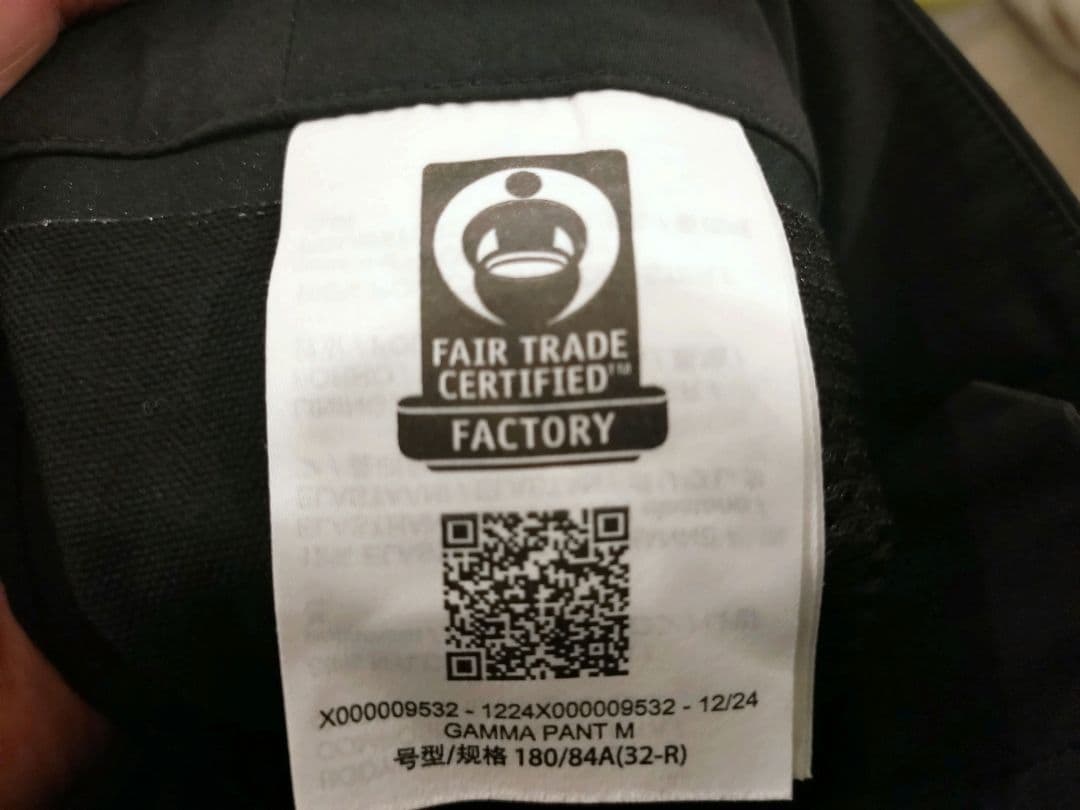 FAIR TRADE
CERTIFIED™
FACTORY
X000009532 - 1224X000009532 - 12/24
GAMMA PANT M
号型/规格 180/84A(32-R)